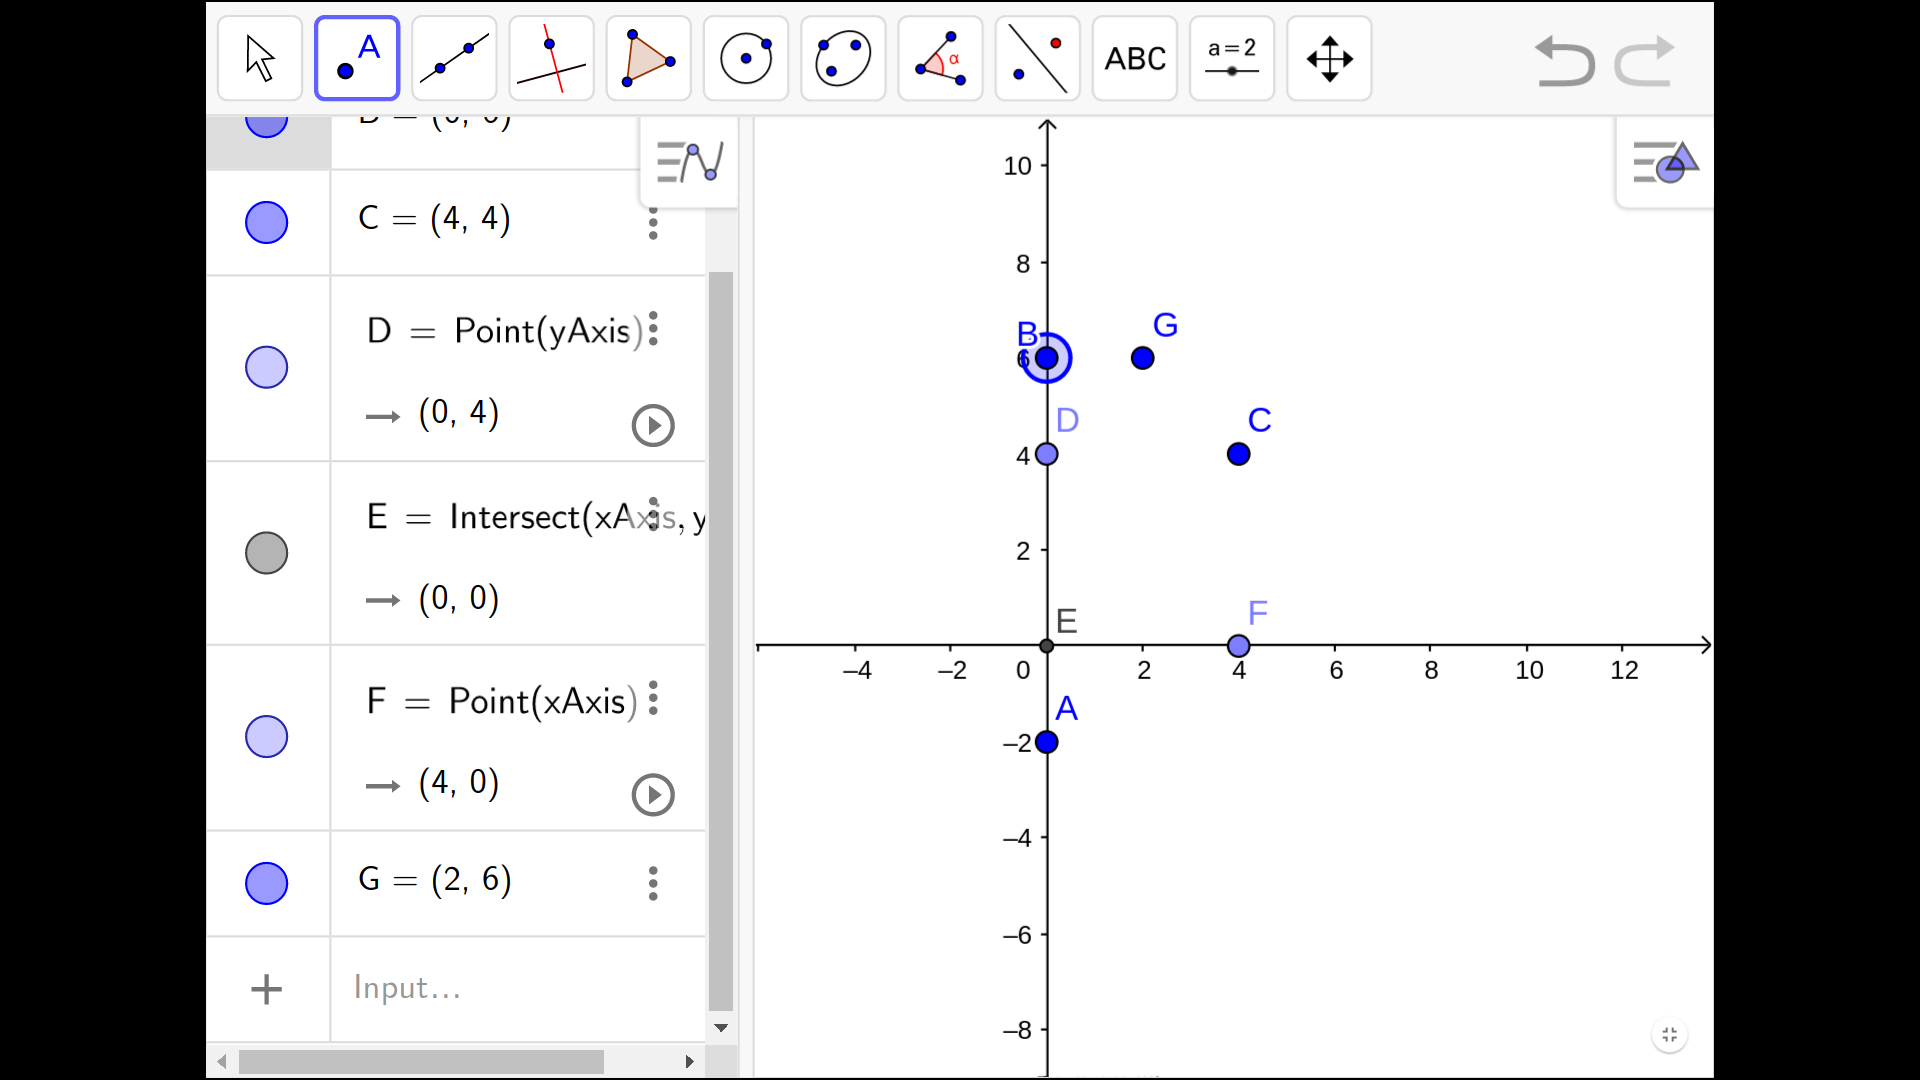 A
α
ABC
a=2
C = (4, 4)
D = Point(yAxis)
(0, 4)
E = Intersect(xAxis, y
(0, 0)
F = Point(xAxis)
(4, 0)
G = (2, 6)
Input…
10
8
B
G
6
D
C
4
2
E
F
–4
–2
0
2
4
6
8
10
12
A
–2
–4
–6
–8